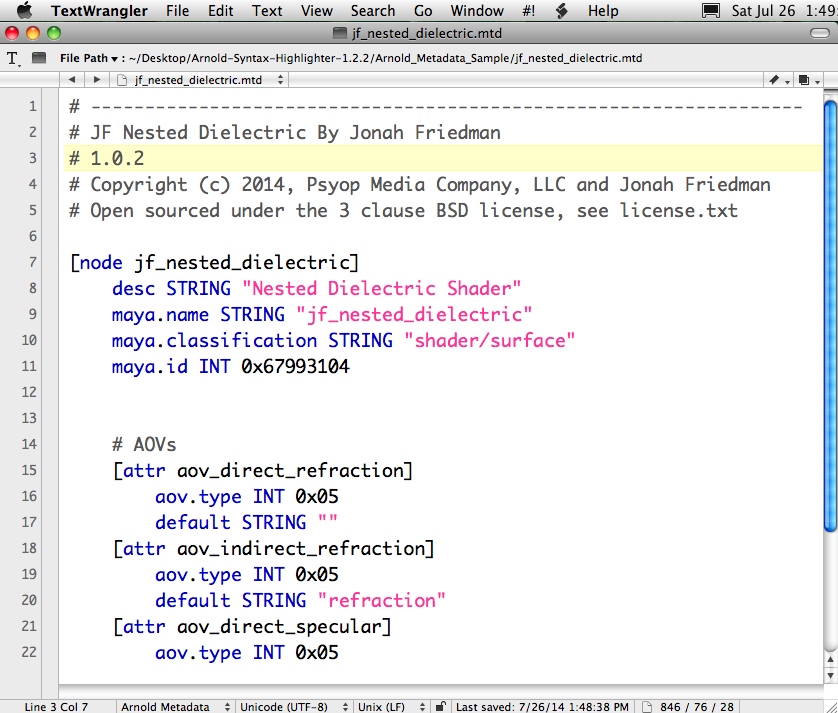 TextWrangler File Edit Text View Search Go Window #! Help Sat Jul 26 1:49
jf_nested_dielectric.mtd
T. File Path ▾ : ~/Desktop/Arnold-Syntax-Highlighter-1.2.2/Arnold_Metadata_Sample/jf_nested_dielectric.mtd
jf_nested_dielectric.mtd
1 # ------------------------------------------------------------------
2 # JF Nested Dielectric By Jonah Friedman
3 # 1.0.2
4 # Copyright (c) 2014, Psyop Media Company, LLC and Jonah Friedman
5 # Open sourced under the 3 clause BSD license, see license.txt
6
7 [node jf_nested_dielectric]
8 desc STRING "Nested Dielectric Shader"
9 maya.name STRING "jf_nested_dielectric"
10 maya.classification STRING "shader/surface"
11 maya.id INT 0x67993104
12
13
14 # AOVs
15 [attr aov_direct_refraction]
16 aov.type INT 0x05
17 default STRING ""
18 [attr aov_indirect_refraction]
19 aov.type INT 0x05
20 default STRING "refraction"
21 [attr aov_direct_specular]
22 aov.type INT 0x05
Line 3 Col 7 Arnold Metadata Unicode (UTF-8) Unix (LF) Last saved: 7/26/14 1:48:38 PM 846 / 76 / 28